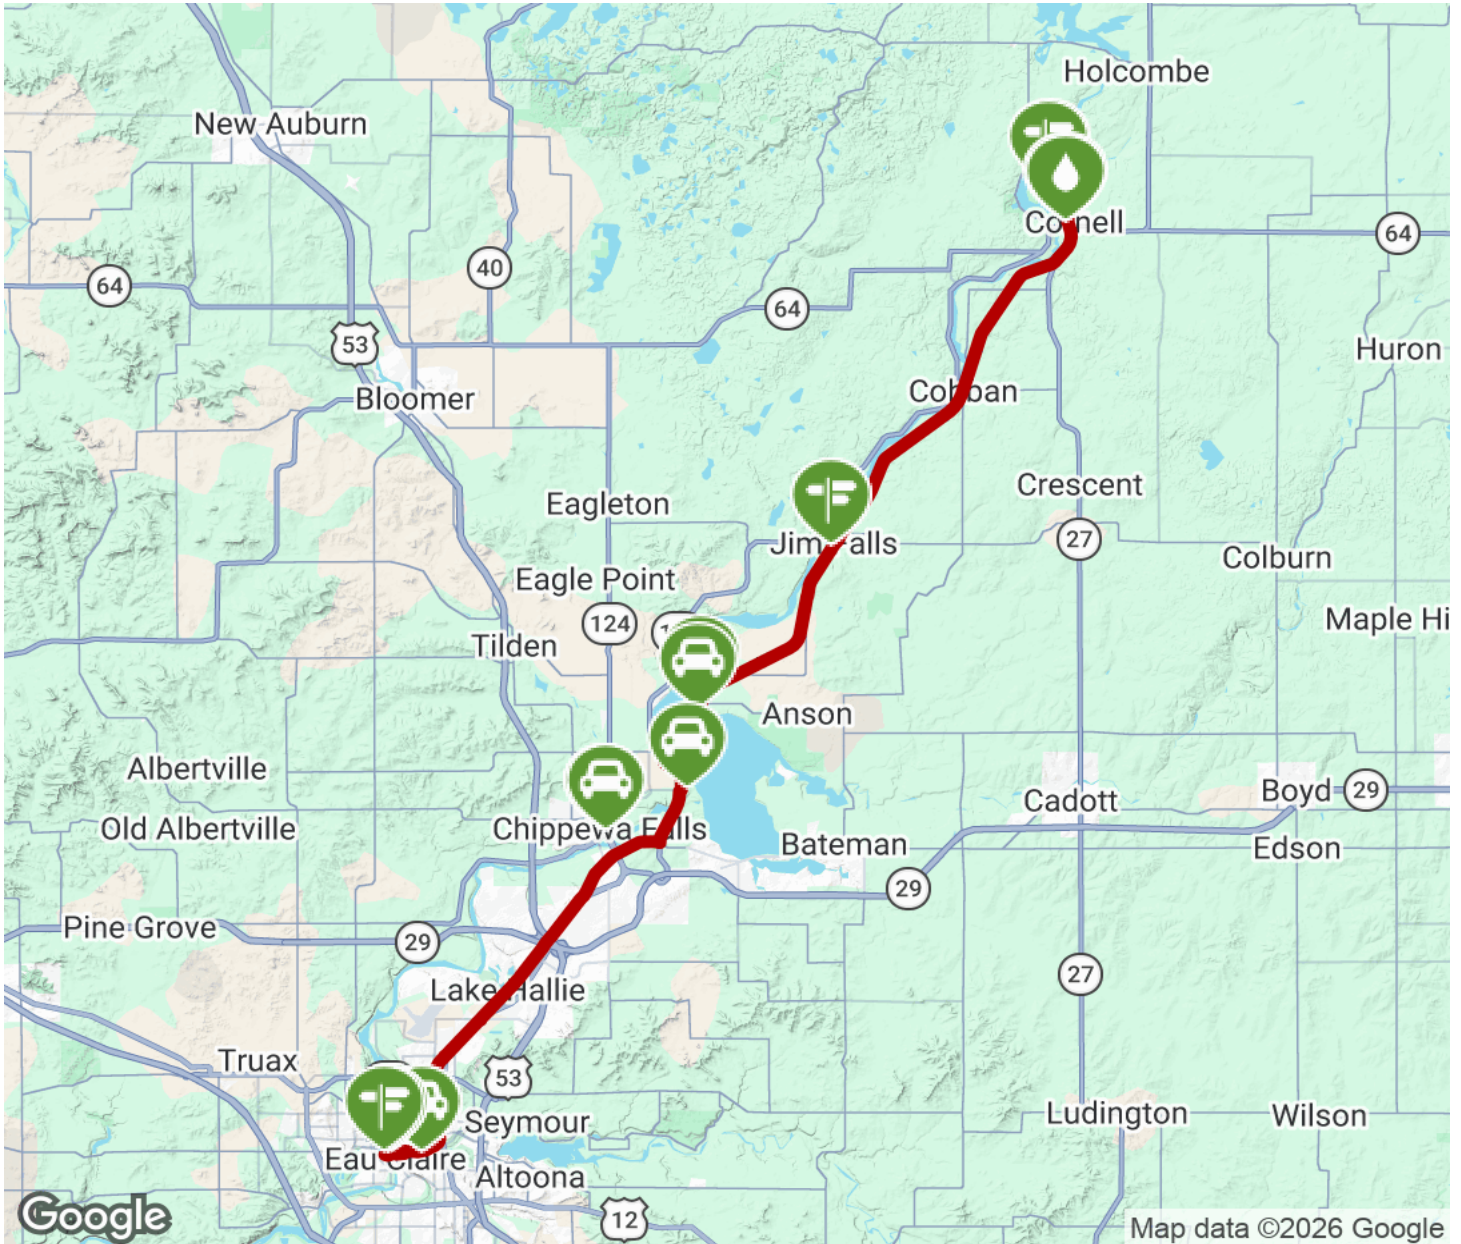 Holcombe
New Auburn
Cornell
64
40
64
64
53
Huron
Bloomer
Cobban
Crescent
Eagleton
27
Jim Falls
Colburn
Eagle Point
124
Maple Hi
Tilden
Anson
Albertville
Boyd
29
Cadott
Old Albertville
Chippewa Falls
Bateman
Edson
29
Pine Grove
29
27
Lake Hallie
Truax
53
Ludington
Wilson
Seymour
Eau Claire
Altoona
12
Google
Map data ©2026 Google